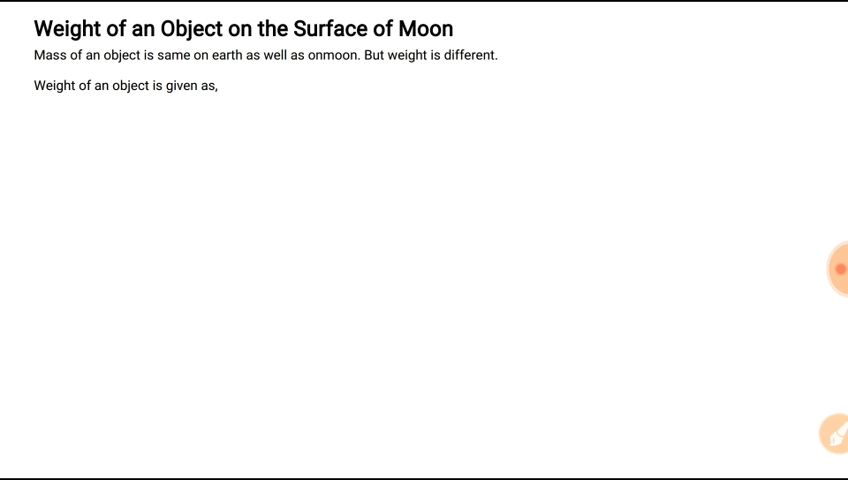 Weight of an Object on the Surface of Moon
Mass of an object is same on earth as well as onmoon. But weight is different.
Weight of an object is given as,